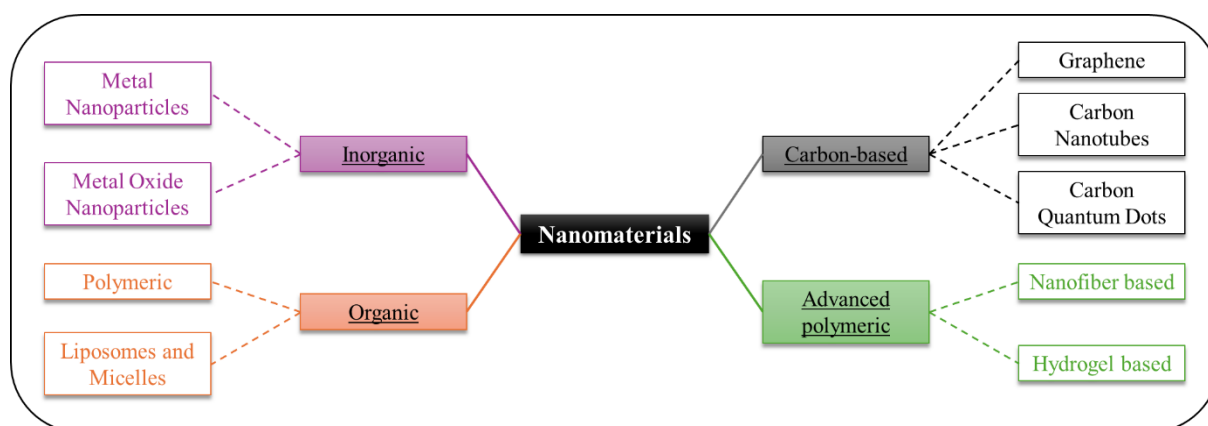 Metal
Nanoparticles
Metal Oxide
Nanoparticles
Inorganic
Polymeric
Liposomes and
Micelles
Organic
Nanomaterials
Carbon-based
Graphene
Carbon
Nanotubes
Carbon
Quantum Dots
Advanced
polymeric
Nanofiber based
Hydrogel based